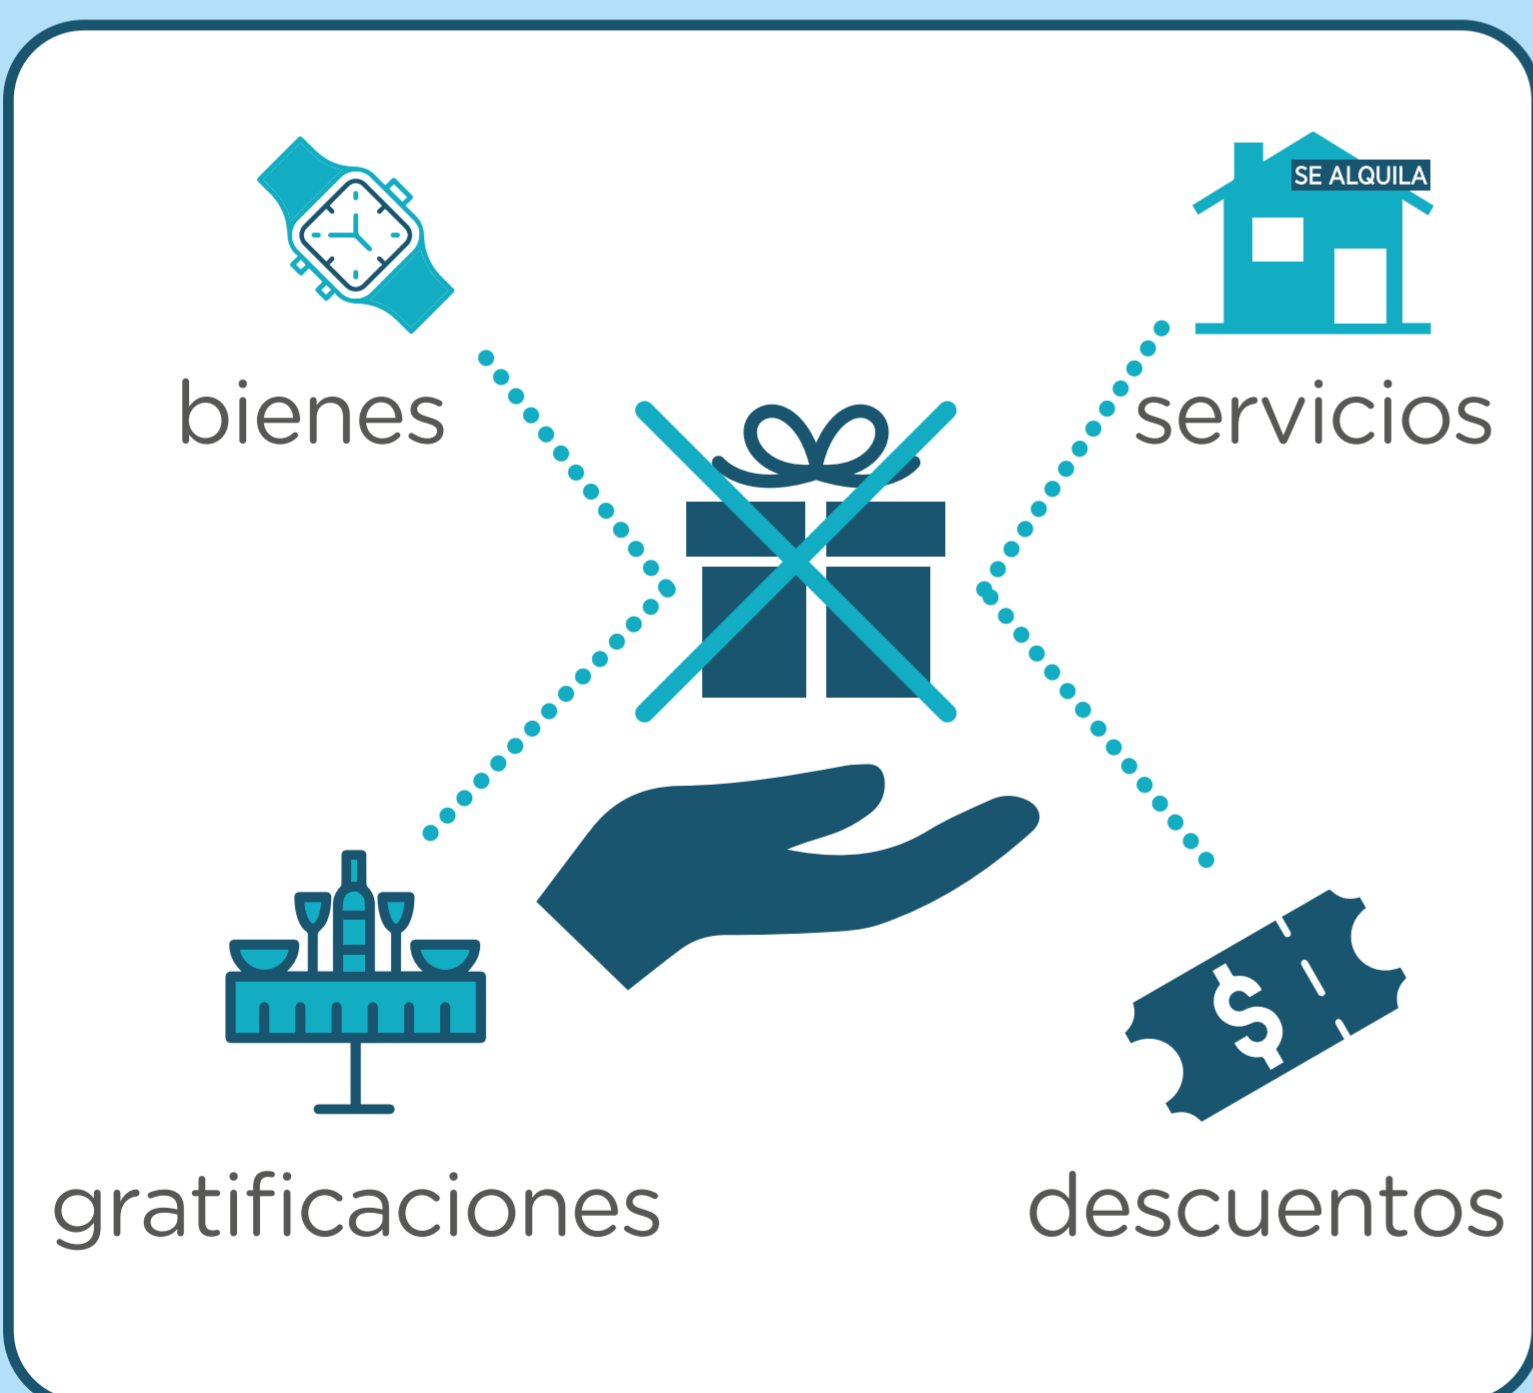 SE ALQUILA
bienes
servicios
$
gratificaciones
descuentos